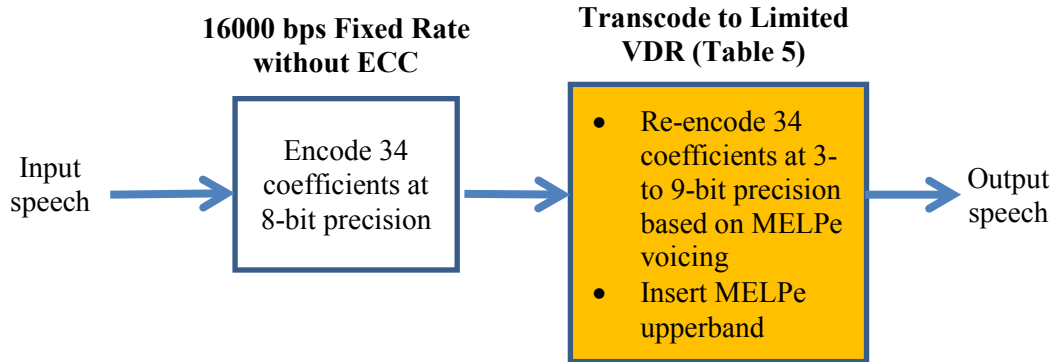 16000 bps Fixed Rate
without ECC
Transcode to Limited
VDR (Table 5)
Input
speech
Encode 34
coefficients at
8-bit precision
• Re-encode 34
coefficients at 3-
to 9-bit precision
based on MELPe
voicing
• Insert MELPe
upperband
Output
speech